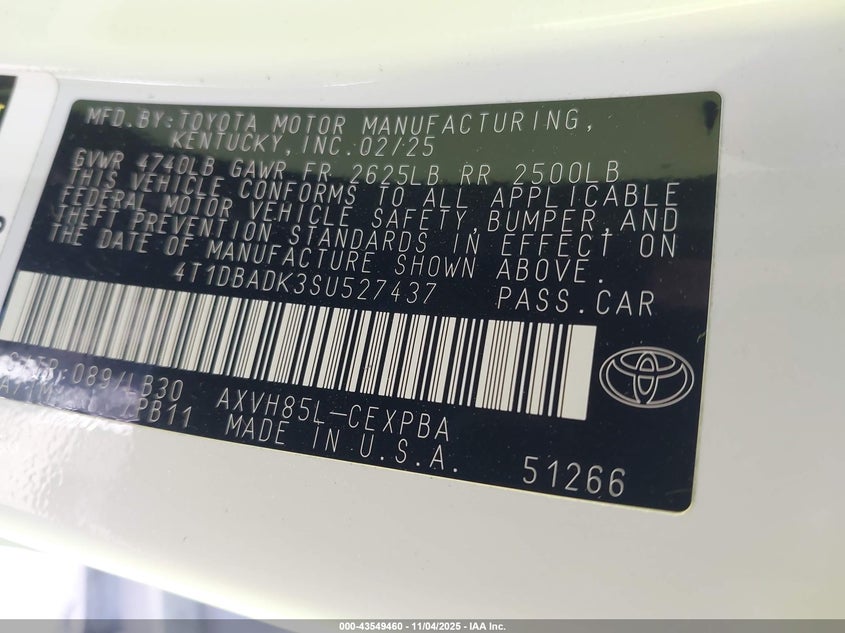 MFD.BY:TOYOTA MOTOR MANUFACTURING,
KENTUCKY,INC.02/25
GVWR 4740LB GAWR FR 2625LB RR 2500LB
THIS VEHICLE CONFORMS TO ALL APPLICABLE
FEDERAL MOTOR VEHICLE SAFETY,BUMPER,AND
THEFT PREVENTION STANDARDS IN EFFECT ON
THE DATE OF MANUFACTURE SHOWN ABOVE.
4T1DBADK3SU527437 PASS.CAR
C/TR:089/LB30
AXVH85L-CEXPBA
MADE IN U.S.A.
51266
000-43549460 - 11/04/2025 - IAA Inc.